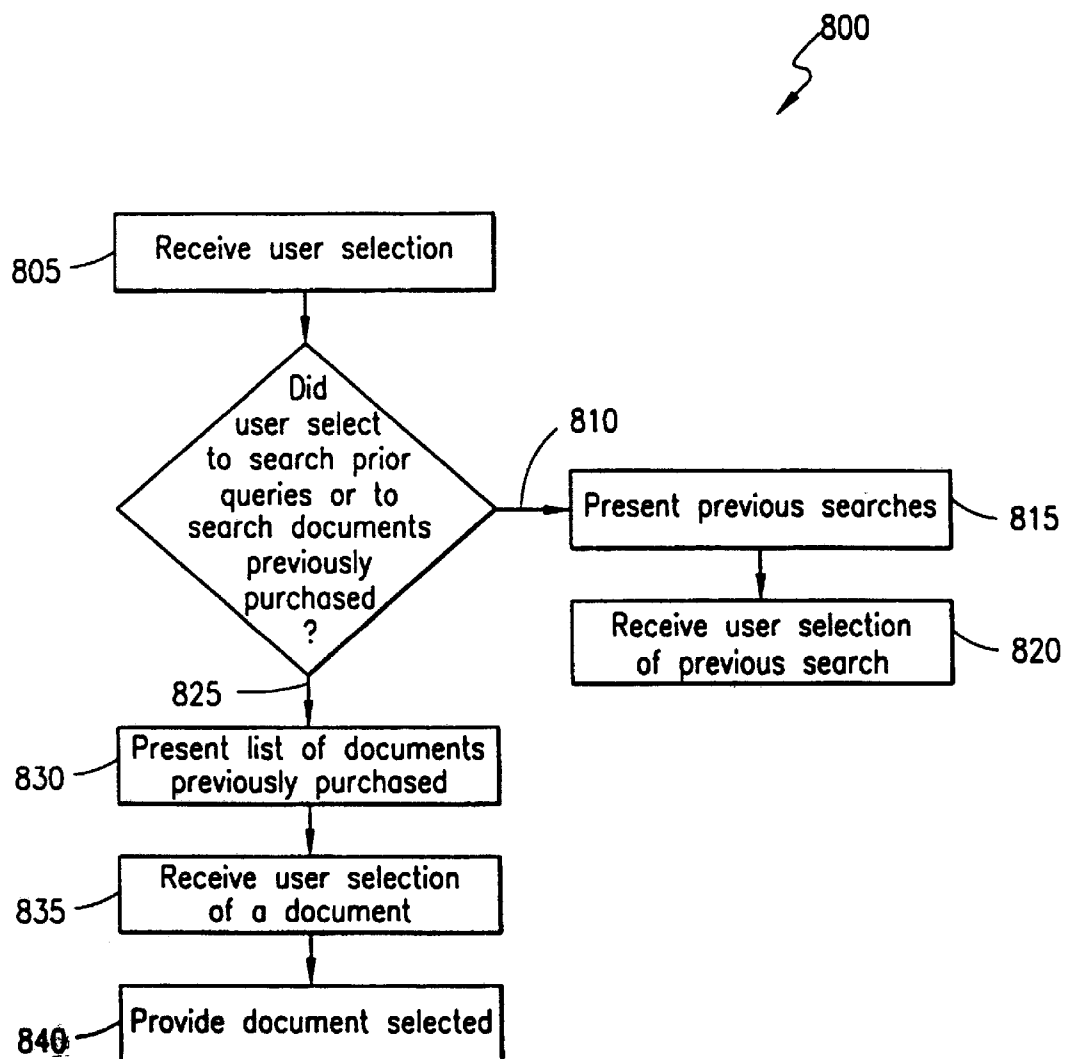 800
Receive user selection
805
Did
user select
to search prior
queries or to
search documents
previously
purchased
?
810
Present previous searches
815
Receive user selection
of previous search
820
825
Present list of documents
previously purchased
830
Receive user selection
of a document
835
Provide document selected
840